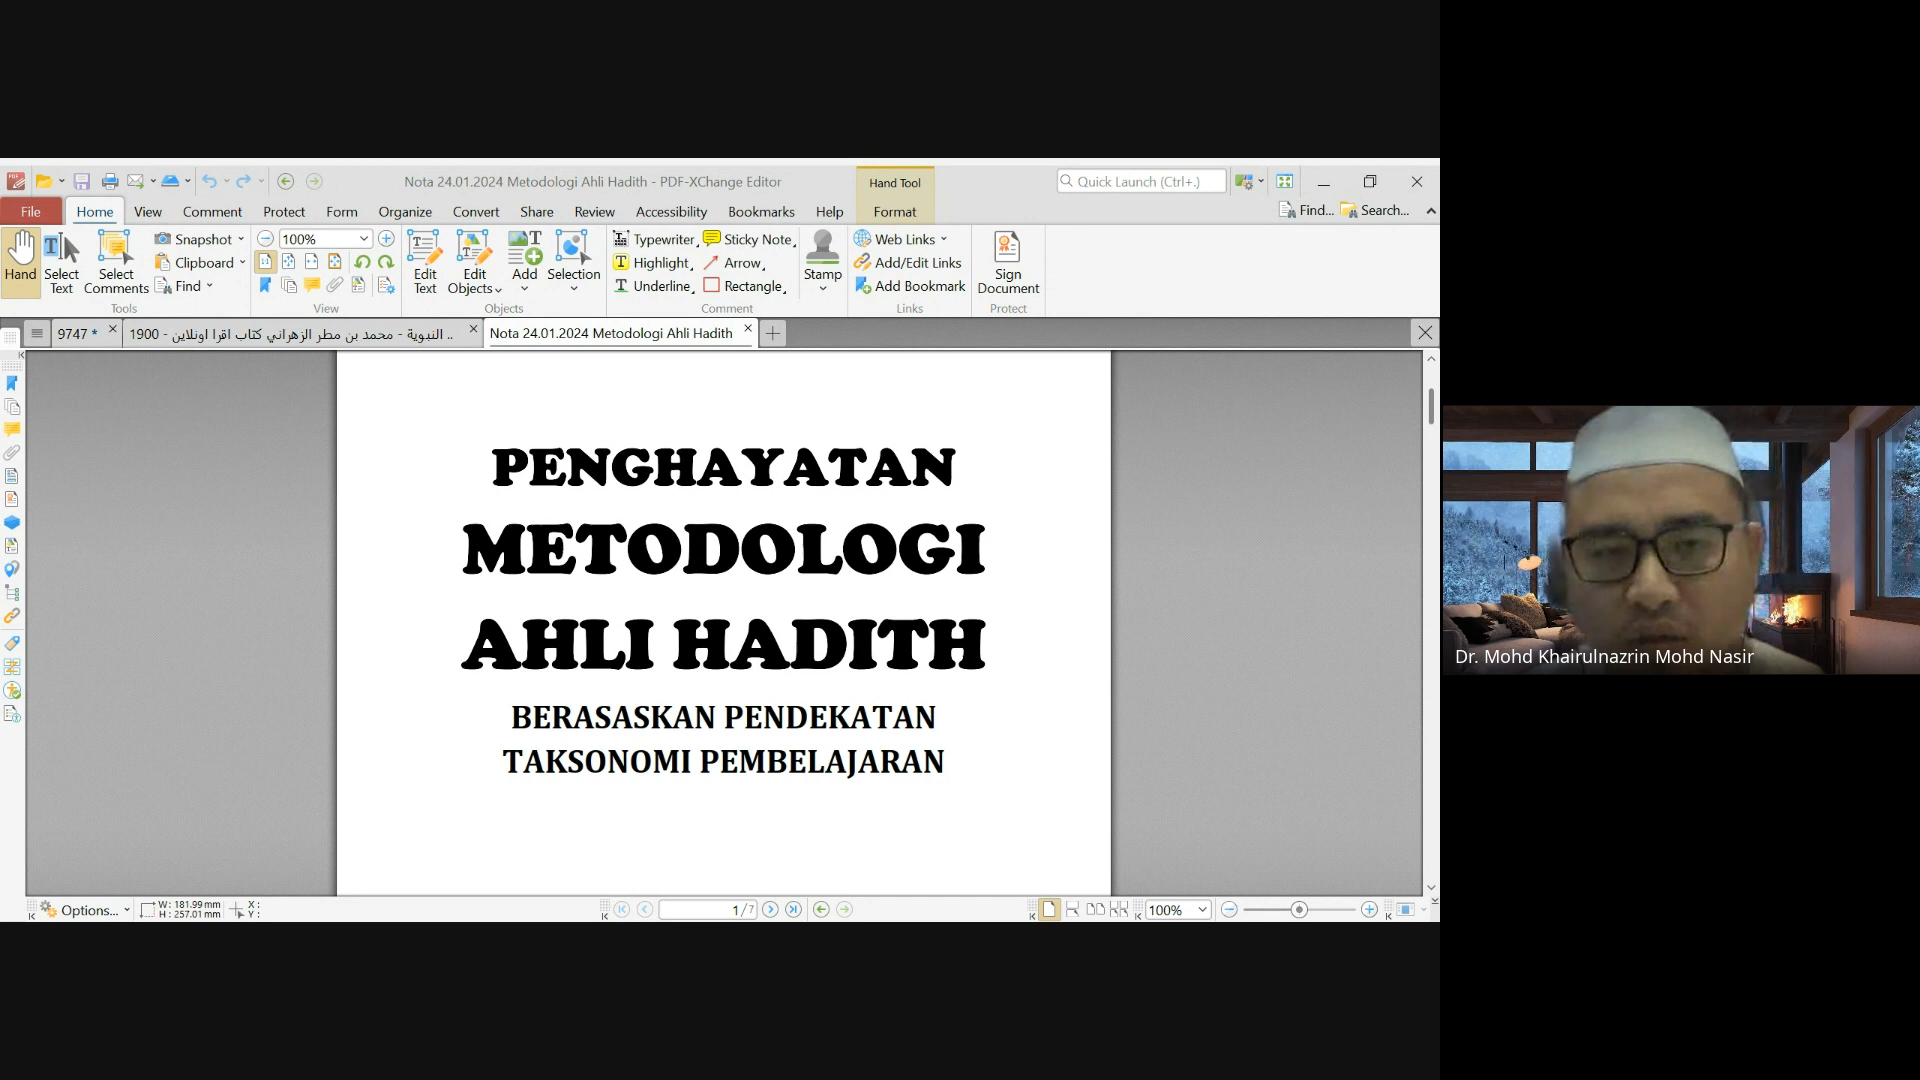 Nota 24.01.2024 Metodologi Ahli Hadith - PDF-XChange Editor
Hand Tool
Quick Launch (Ctrl+.)
File Home View Comment Protect Form Organize Convert Share Review Accessibility Bookmarks Help Format Find... Search...
Hand
Select Text
Select Comments
Snapshot
Clipboard
Find
Tools
100%
View
Edit Text
Edit Objects
Add
Selection
Objects
Typewriter
Highlight
Underline
Sticky Note
Arrow
Rectangle
Comment
Stamp
Web Links
Add/Edit Links
Add Bookmark
Links
Sign Document
Protect
9747 *
.. النبوية - محمد بن مطر الزهراني كتاب اقرا اونلاين - 1900
Nota 24.01.2024 Metodologi Ahli Hadith
PENGHAYATAN
METODOLOGI
AHLI HADITH
BERASASKAN PENDEKATAN
TAKSONOMI PEMBELAJARAN
Dr. Mohd Khairulnazrin Mohd Nasir
Options...
W: 181.99 mm
H: 257.01 mm
X:
Y:
1/7
100%